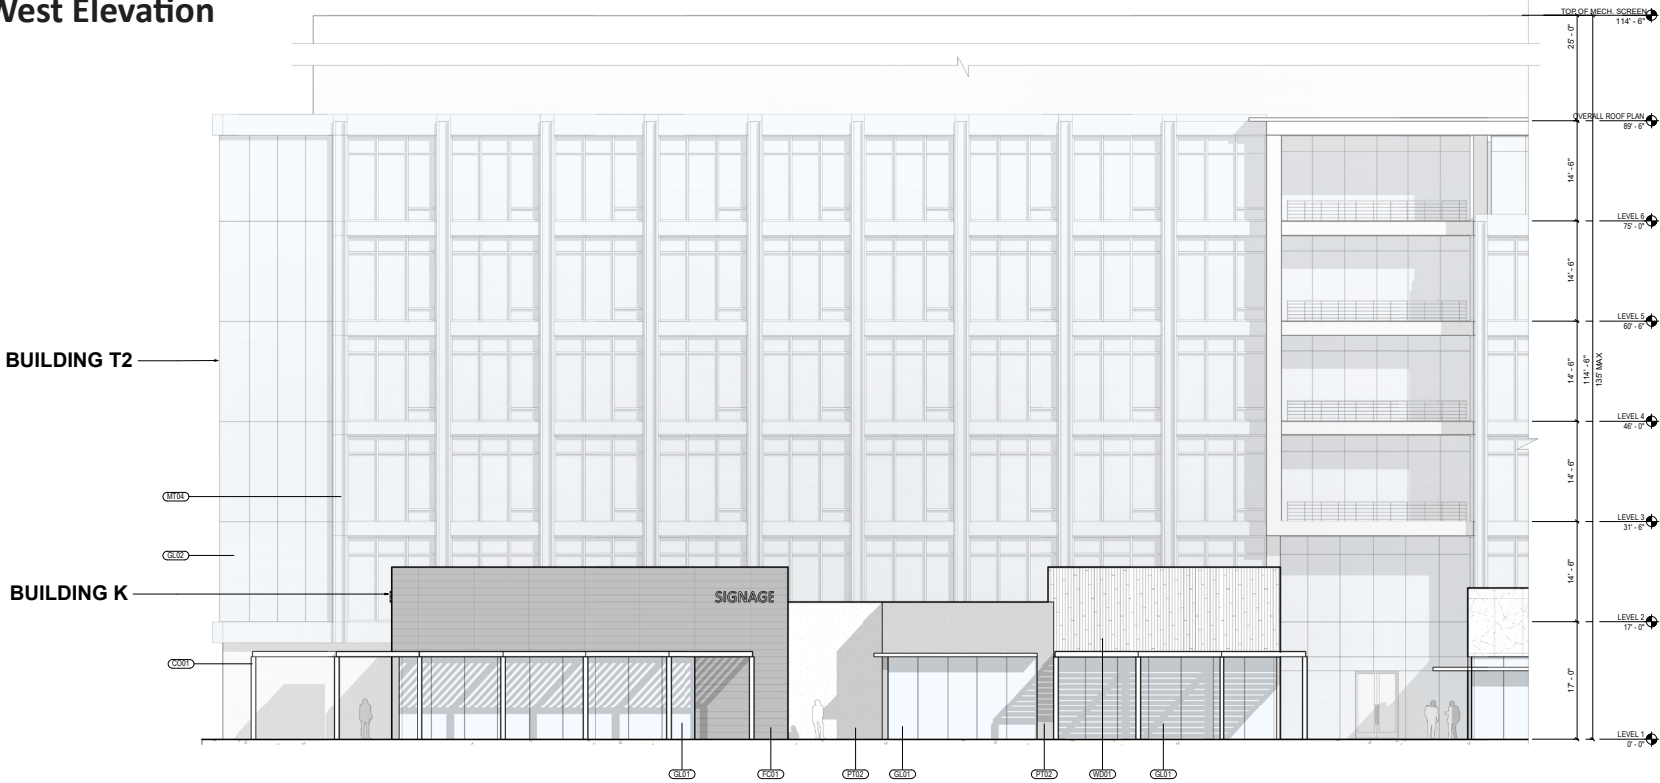 West Elevation
TOP OF MECH. SCREEN
114' - 6"
25' - 0"
OVERALL ROOF PLAN
89' - 6"
14' - 6"
LEVEL 6
75' - 0"
14' - 6"
LEVEL 5
60' - 6"
BUILDING T2
14' - 6"
114' - 6"
135' MAX
LEVEL 4
46' - 0"
MT04
14' - 6"
LEVEL 3
31' - 6"
GL02
14' - 6"
BUILDING K
SIGNAGE
LEVEL 2
17' - 0"
CO01
17' - 0"
LEVEL 1
0' - 0"
GL01
FC01
PT02
GL01
PT02
WD01
GL01